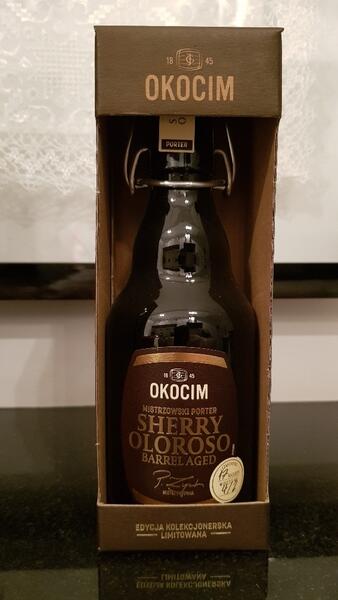 18 45
OKOCIM
PORTER
18 45
OKOCIM
MISTRZOWSKI PORTER
SHERRY
OLOROSO
BARREL AGED
EDYCJA KOLEKCJONERSKA
LIMITOWANA